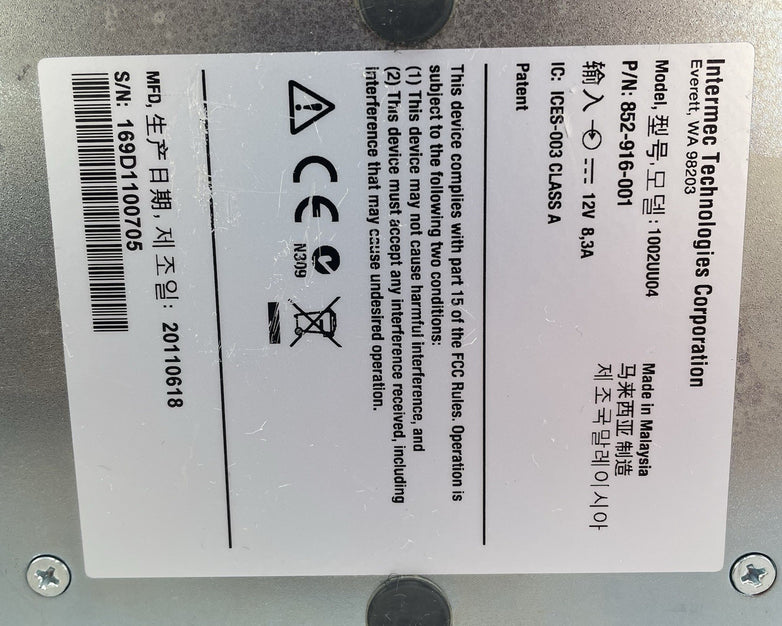 Intermec Technologies Corporation
Everett, WA 98203
Model, 型号, 모델: 1002UU04
P/N: 852-916-001
输入 12V 8,3A
IC: ICES-003 CLASS A
Patent
Made in Malaysia
马来西亚 制造
제조국말레이시아
This device complies with part 15 of the FCC Rules. Operation is
subject to the following two conditions:
(1) This device may not cause harmful interference, and
(2) This device must accept any interference received, including
interference that may cause undesired operation.
CE
N309
MFD, 生产日期, 제조일: 20110618
S/N: 169D1100705